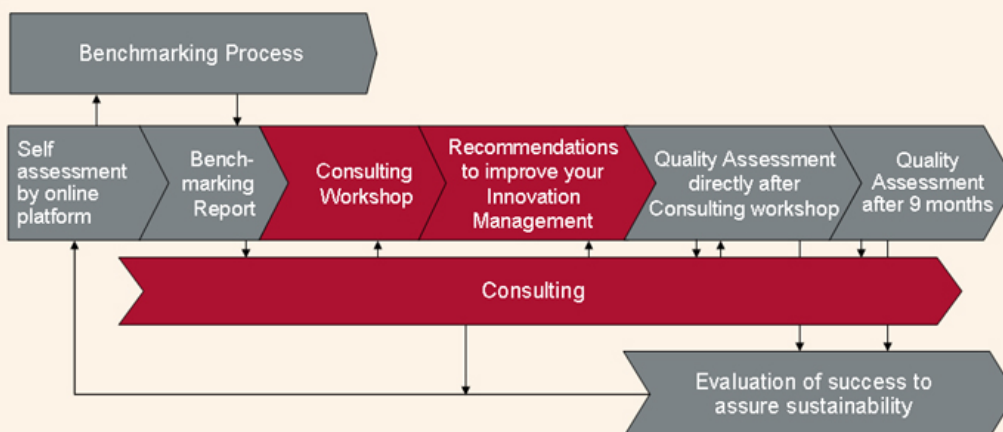 Benchmarking Process
Self
assessment
by online
platform
Bench-
marking
Report
Consulting
Workshop
Recommendations
to improve your
Innovation
Management
Quality Assessment
directly after
Consulting workshop
Quality
Assessment
after 9 months
Consulting
Evaluation of success to
assure sustainability